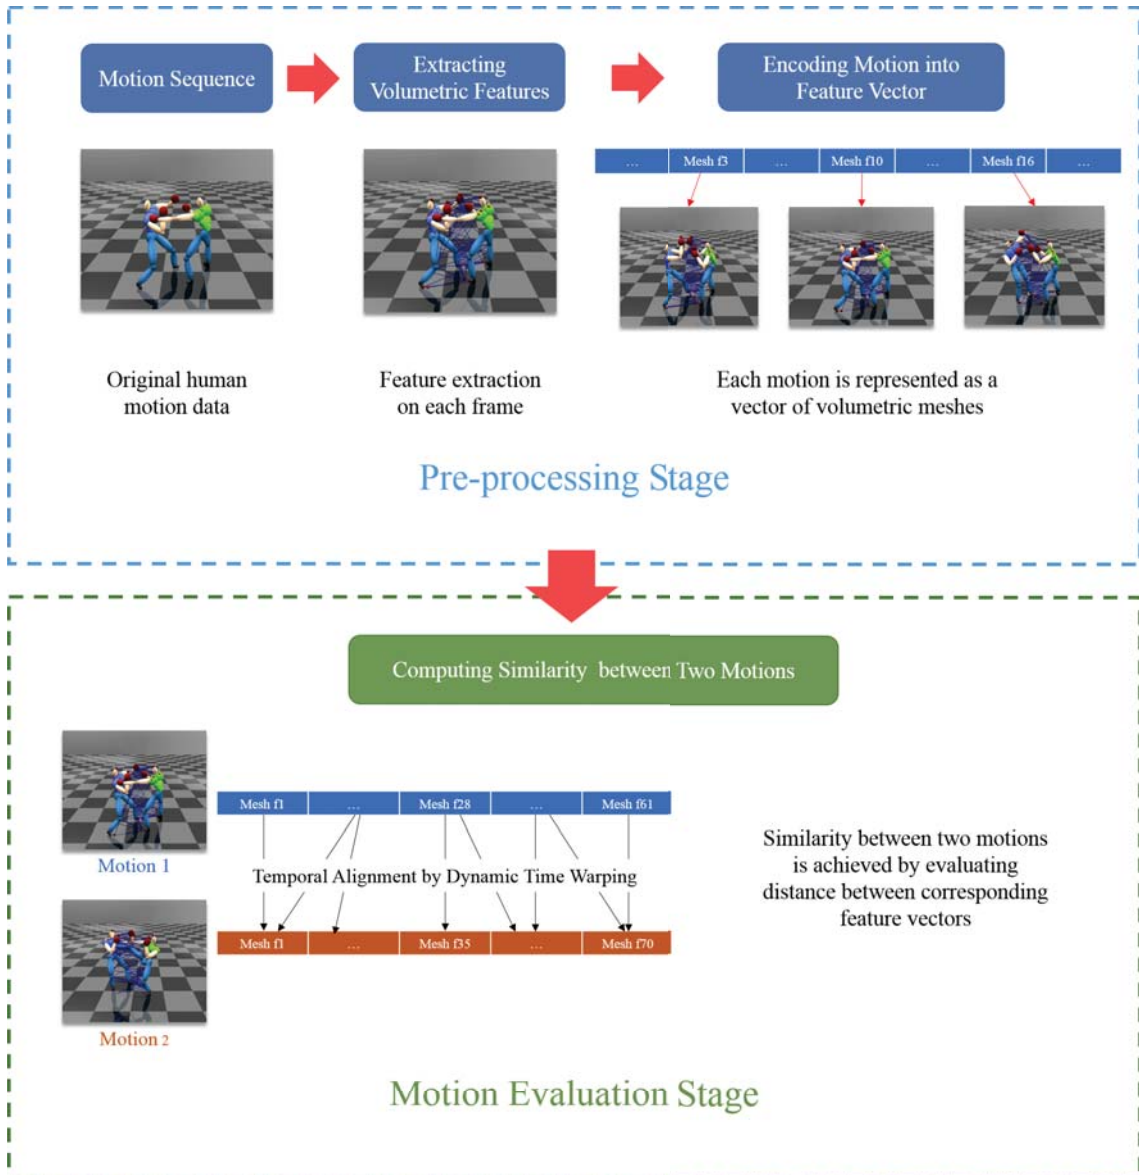 Motion Sequence
Extracting
Volumetric Features
Encoding Motion into
Feature Vector
... Mesh f3 ... Mesh f10 ... Mesh f16 ...
Original human
motion data
Feature extraction
on each frame
Each motion is represented as a
vector of volumetric meshes
Pre-processing Stage
Computing Similarity between Two Motions
Mesh f1 ... Mesh f28 ... Mesh f61
Motion 1
Temporal Alignment by Dynamic Time Warping
Mesh f1 ... Mesh f35 ... Mesh f70
Motion 2
Similarity between two motions
is achieved by evaluating
distance between corresponding
feature vectors
Motion Evaluation Stage